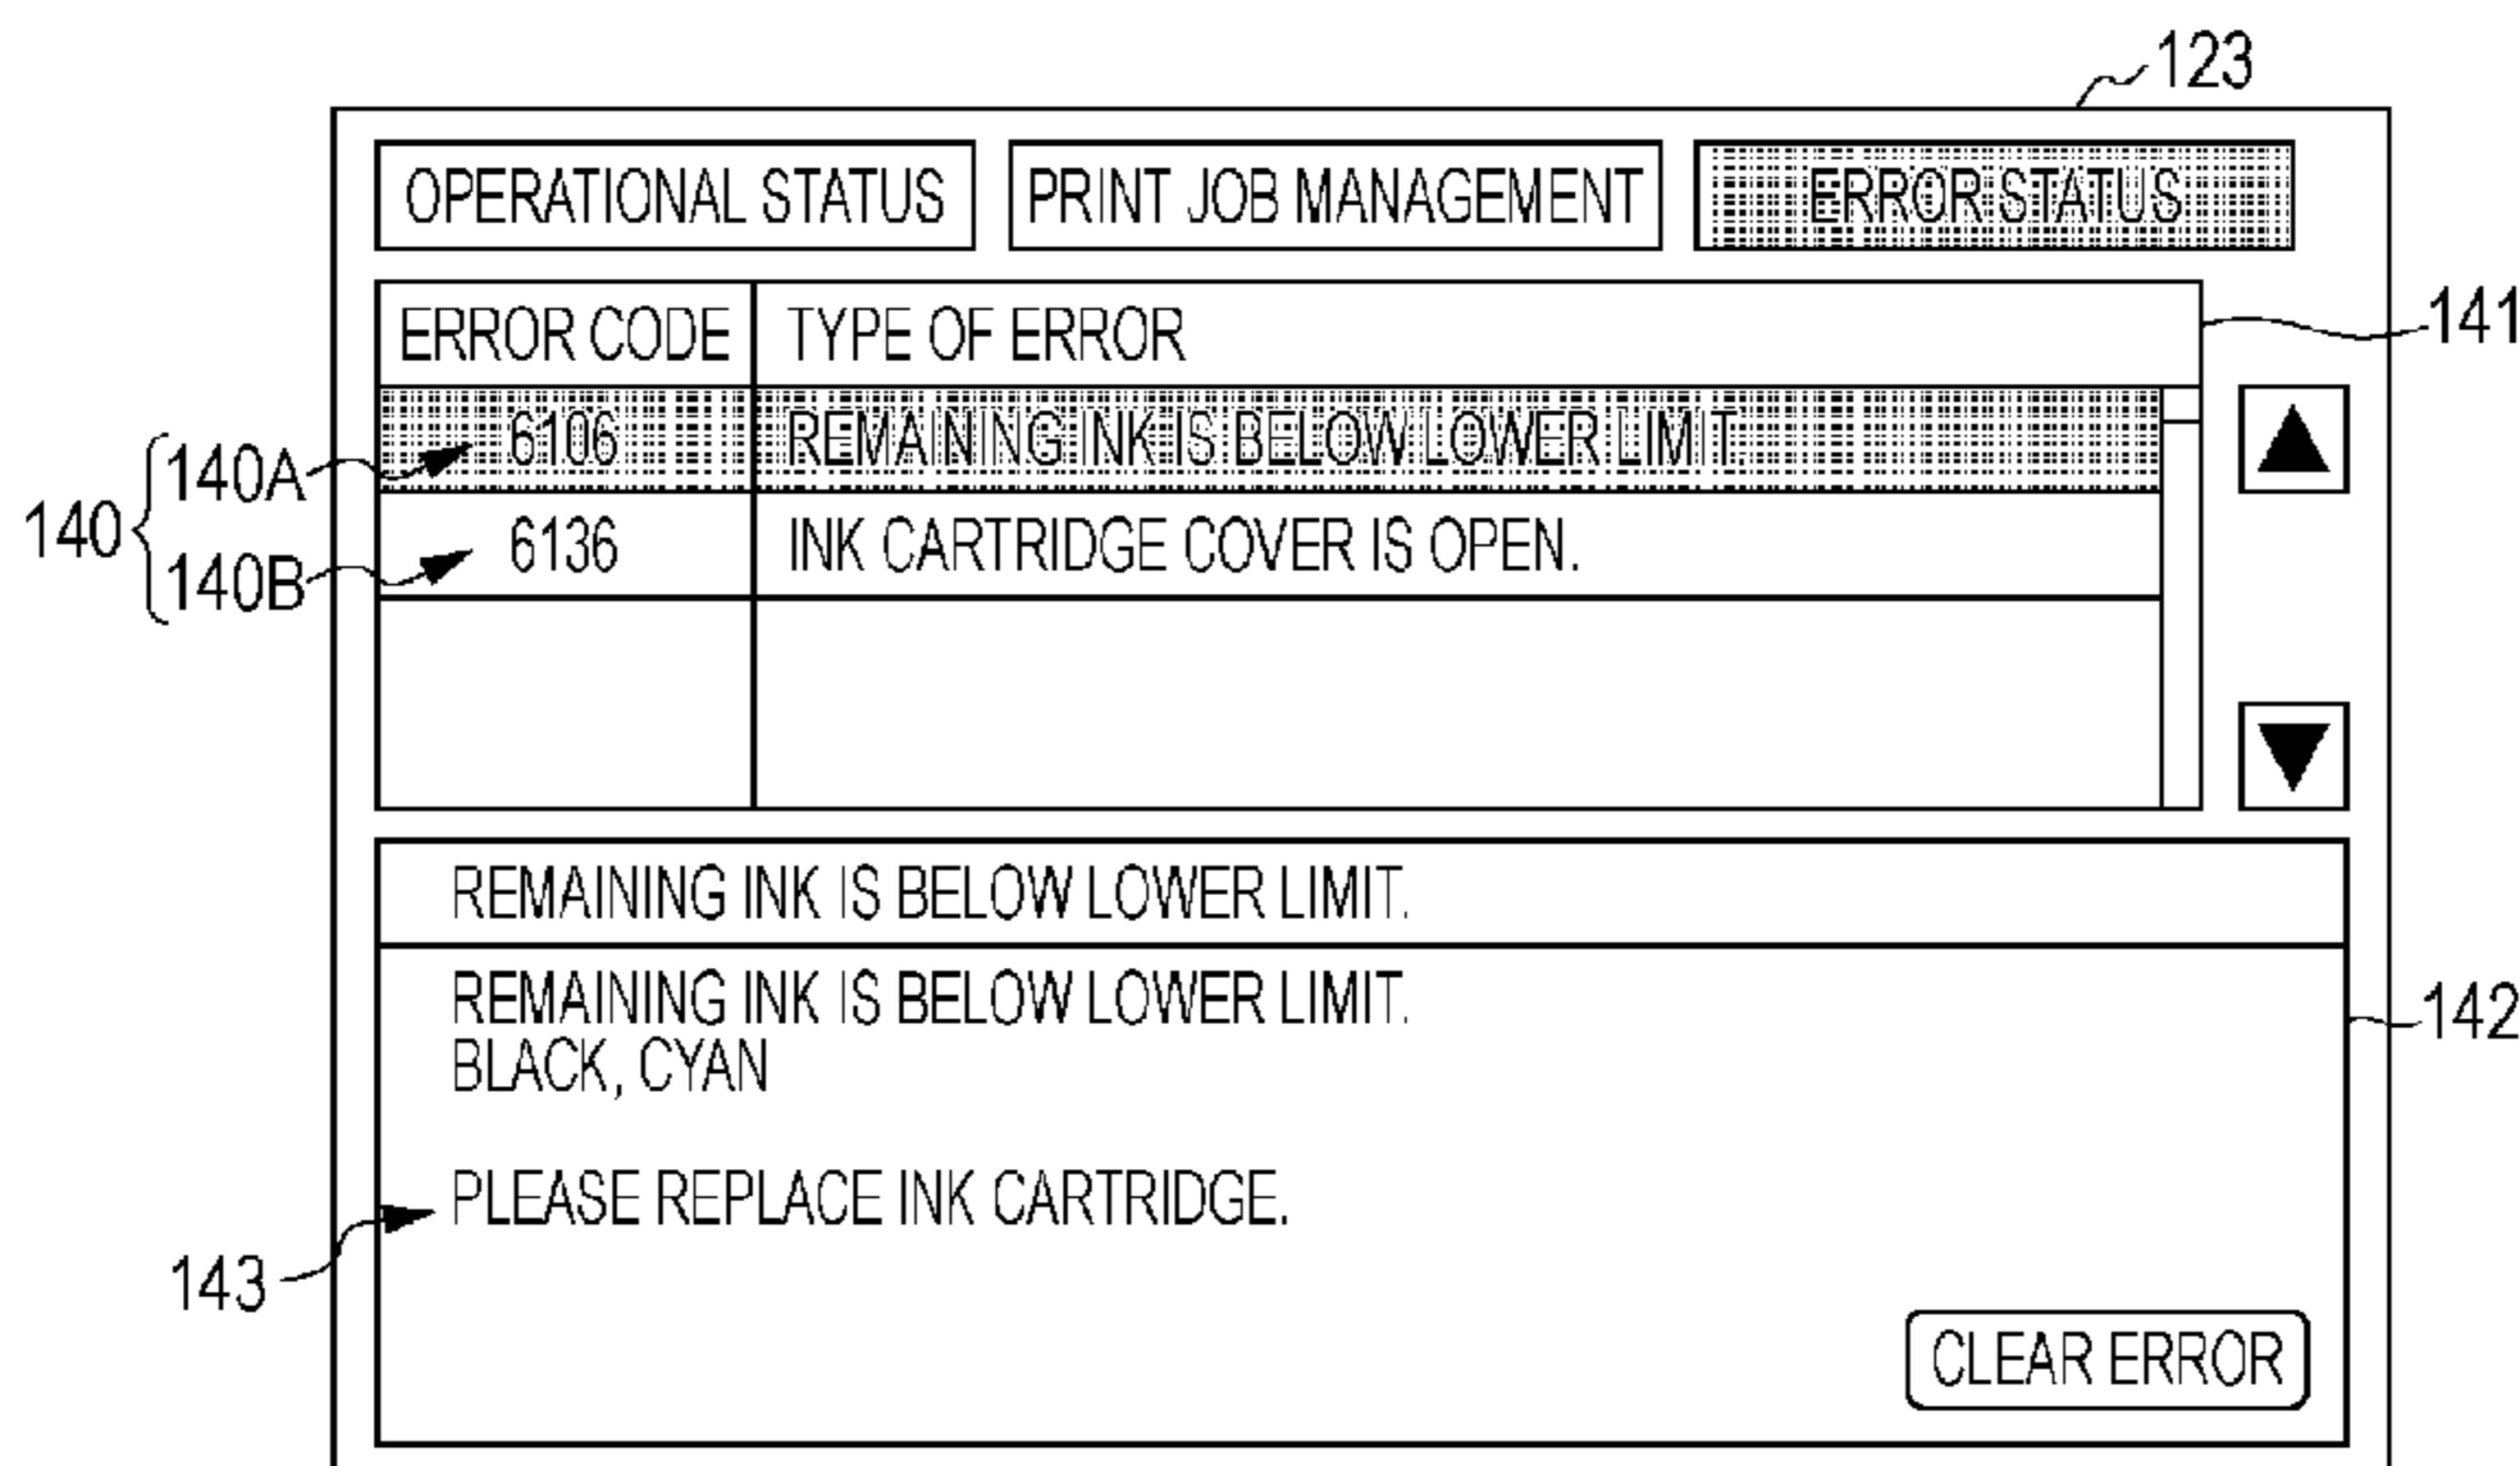 123
OPERATIONAL STATUS PRINT JOB MANAGEMENT ERROR STATUS
ERROR CODE TYPE OF ERROR
141
6106 REMAINING INK IS BELOW LOWER LIMIT.
140A
140
6136 INK CARTRIDGE COVER IS OPEN.
140B
REMAINING INK IS BELOW LOWER LIMIT.
REMAINING INK IS BELOW LOWER LIMIT.
142
BLACK, CYAN
PLEASE REPLACE INK CARTRIDGE.
143
CLEAR ERROR